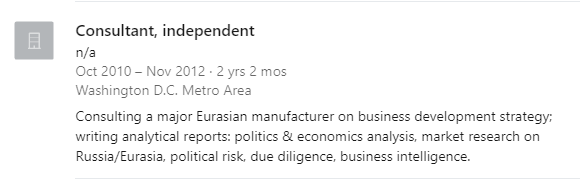 Consultant, independent
n/a
Oct 2010 – Nov 2012 · 2 yrs 2 mos
Washington D.C. Metro Area
Consulting a major Eurasian manufacturer on business development strategy;
writing analytical reports: politics & economics analysis, market research on
Russia/Eurasia, political risk, due diligence, business intelligence.